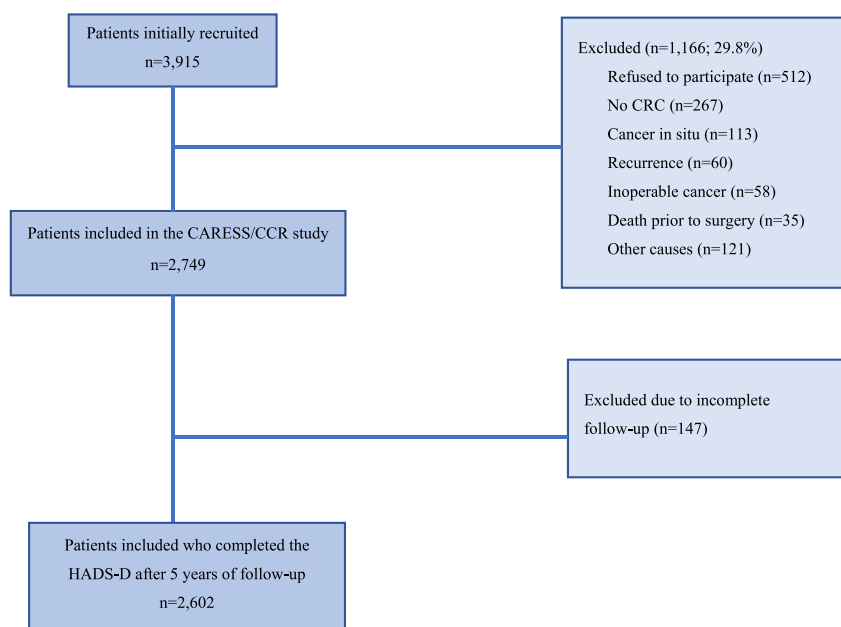 Patients initially recruited
n=3,915
Excluded (n=1,166; 29.8%)
Refused to participate (n=512)
No CRC (n=267)
Cancer in situ (n=113)
Recurrence (n=60)
Inoperable cancer (n=58)
Death prior to surgery (n=35)
Other causes (n=121)
Patients included in the CARESS/CCR study
n=2,749
Excluded due to incomplete
follow-up (n=147)
Patients included who completed the
HADS-D after 5 years of follow-up
n=2,602